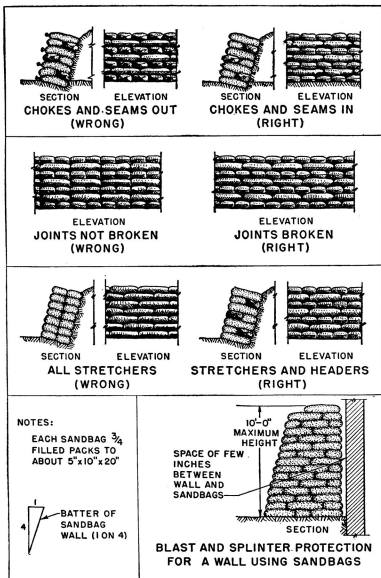 SECTION ELEVATION
CHOKES AND SEAMS OUT
(WRONG)
SECTION ELEVATION
CHOKES AND SEAMS IN
(RIGHT)
ELEVATION
JOINTS NOT BROKEN
(WRONG)
ELEVATION
JOINTS BROKEN
(RIGHT)
SECTION ELEVATION
ALL STRETCHERS
(WRONG)
SECTION ELEVATION
STRETCHERS AND HEADERS
(RIGHT)
NOTES:
EACH SANDBAG 3/4
FILLED PACKS TO
ABOUT 5"x10"x20"
1
4
BATTER OF
SANDBAG
WALL (1 ON 4)
10'-0"
MAXIMUM
HEIGHT
SPACE OF FEW
INCHES
BETWEEN
WALL AND
SANDBAGS
SECTION
BLAST AND SPLINTER PROTECTION
FOR A WALL USING SANDBAGS